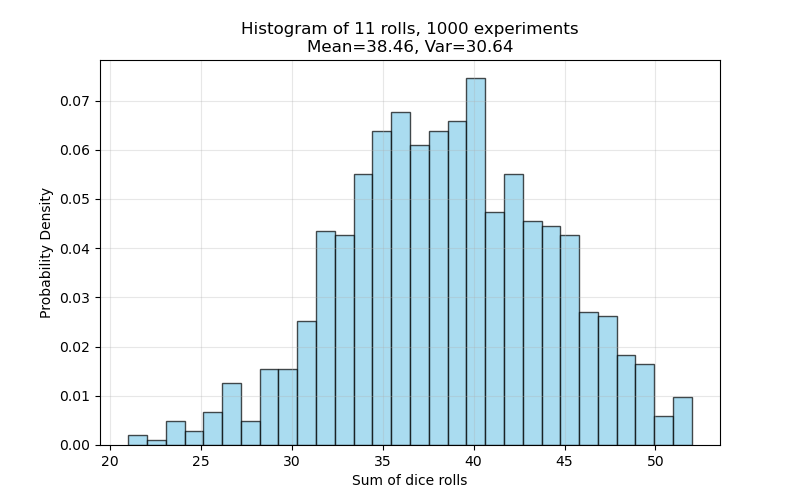 Histogram of 11 rolls, 1000 experiments
Mean=38.46, Var=30.64
Probability Density
0.07
0.06
0.05
0.04
0.03
0.02
0.01
0.00
20 25 30 35 40 45 50
Sum of dice rolls